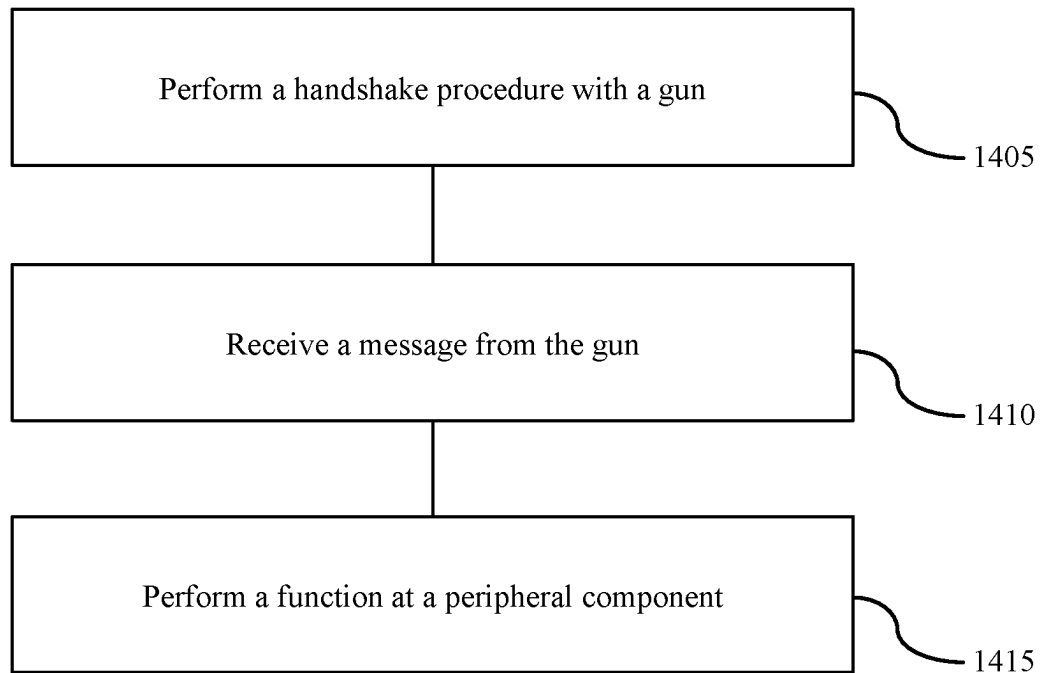 Perform a handshake procedure with a gun
1405
Receive a message from the gun
1410
Perform a function at a peripheral component
1415